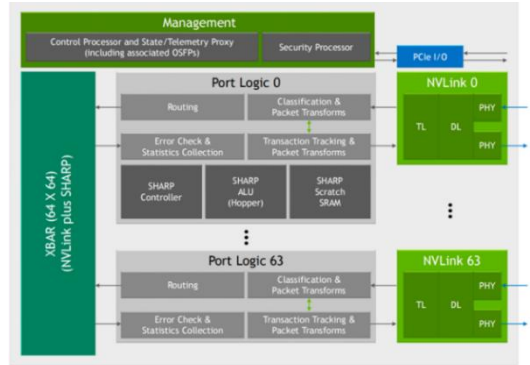 Management
Control Processor and State/Telemetry Proxy
(including associated OSFPs)
Security Processor
PCIe I/O
XBAR (64 X 64)
(NVLink plus SHARP)
Port Logic 0
Routing
Classification &
Packet Transforms
Error Check &
Statistics Collection
Transaction Tracking &
Packet Transforms
SHARP
Controller
SHARP
ALU
(Hopper)
SHARP
Scratch
SRAM
NVLink 0
TL
DL
PHY
PHY
Port Logic 63
Routing
Classification &
Packet Transforms
Error Check &
Statistics Collection
Transaction Tracking &
Packet Transforms
NVLink 63
TL
DL
PHY
PHY